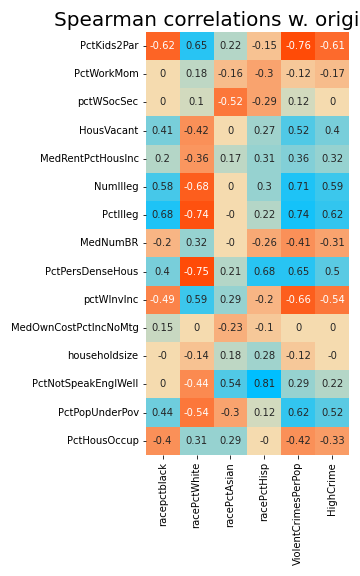 Spearman correlations w. origi
PctKids2Par -0.62 0.65 0.22 -0.15 -0.76 -0.61
PctWorkMom 0 0.18 -0.16 -0.3 -0.12 -0.17
pctWSocSec 0 0.1 -0.52 -0.29 0.12 0
HousVacant 0.41 -0.42 0 0.27 0.52 0.4
MedRentPctHousInc 0.2 -0.36 0.17 0.31 0.36 0.32
NumIlleg 0.58 -0.68 0 0.3 0.71 0.59
PctIlleg 0.68 -0.74 -0 0.22 0.74 0.62
MedNumBR -0.2 0.32 -0 -0.26 -0.41 -0.31
PctPersDenseHous 0.4 -0.75 0.21 0.68 0.65 0.5
pctWInvInc -0.49 0.59 0.29 -0.2 -0.66 -0.54
MedOwnCostPctIncNoMtg 0.15 0 -0.23 -0.1 0 0
householdsize -0 -0.14 0.18 0.28 -0.12 -0
PctNotSpeakEnglWell 0 -0.44 0.54 0.81 0.29 0.22
PctPopUnderPov 0.44 -0.54 -0.3 0.12 0.62 0.52
PctHousOccup -0.4 0.31 0.29 -0 -0.42 -0.33
racepctblack
racePctWhite
racePctAsian
racePctHisp
ViolentCrimesPerPop
HighCrime